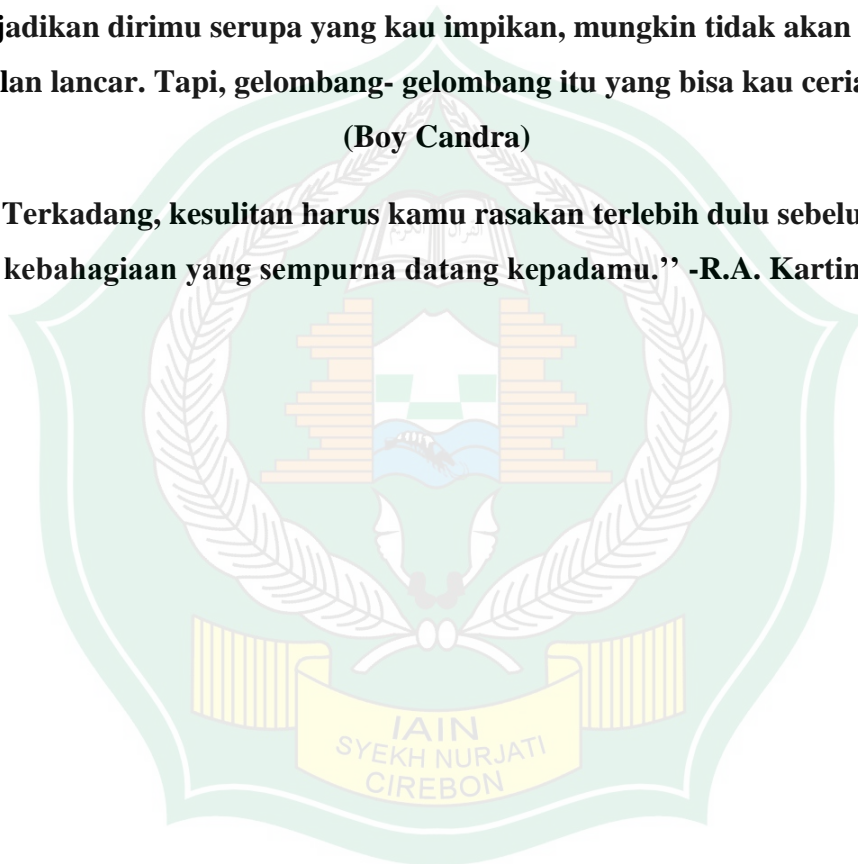 jadikan dirimu serupa yang kau impikan, mungkin tidak akan
lan lancar. Tapi, gelombang- gelombang itu yang bisa kau ceria
(Boy Candra)
Terkadang, kesulitan harus kamu rasakan terlebih dulu sebelu
kebahagiaan yang sempurna datang kepadamu.’’ -R.A. Kartin
القرآن الكريم
IAIN
SYEKH NURJATI
CIREBON